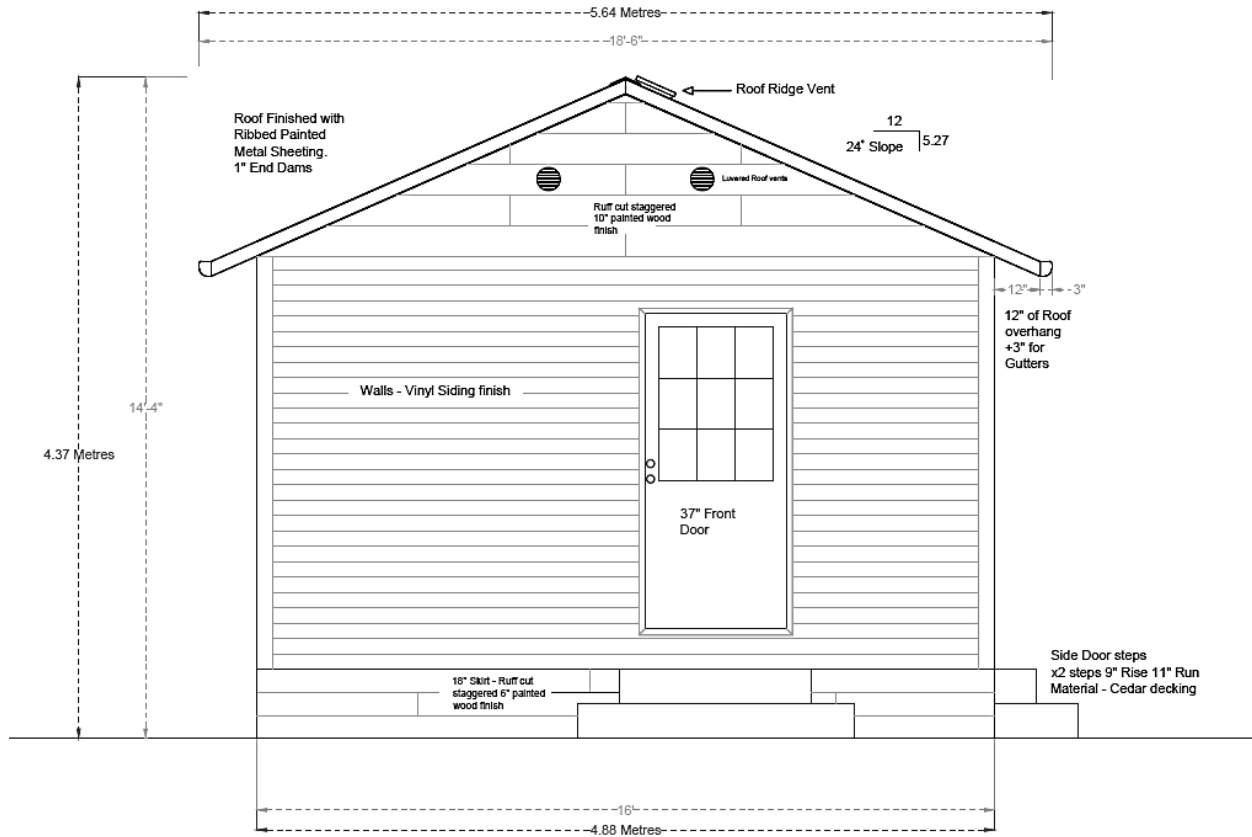 5.64 Metres
18'-6"
Roof Ridge Vent
Roof Finished with
Ribbed Painted
Metal Sheeting.
1" End Dams
12
5.27
24° Slope
Luvered Roof vents
Ruff cut staggered
10" painted wood
finish
12"
3"
12" of Roof
overhang
+3" for
Gutters
Walls - Vinyl Siding finish
14'-4"
4.37 Metres
37" Front
Door
18" Skirt - Ruff cut
staggered 6" painted
wood finish
Side Door steps
x2 steps 9" Rise 11" Run
Material - Cedar decking
16'
4.88 Metres